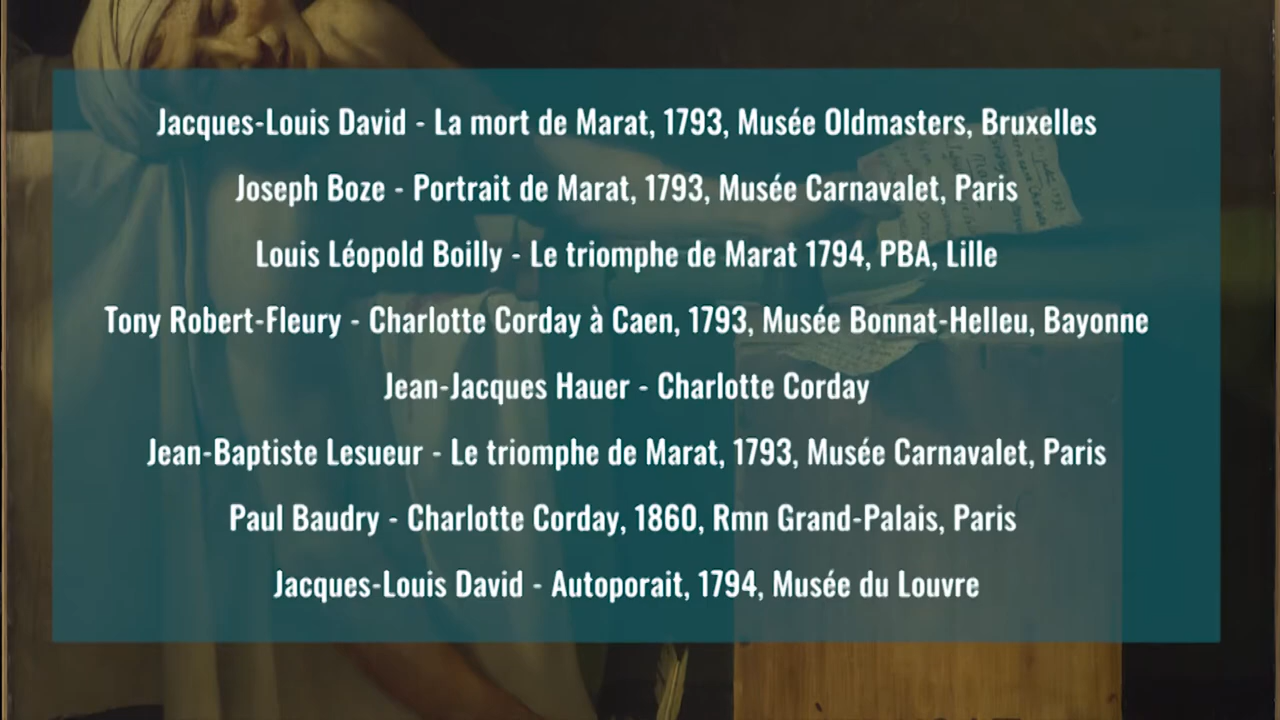 Jacques-Louis David - La mort de Marat, 1793, Musée Oldmasters, Bruxelles
Joseph Boze - Portrait de Marat, 1793, Musée Carnavalet, Paris
Louis Léopold Boilly - Le triomphe de Marat 1794, PBA, Lille
Tony Robert-Fleury - Charlotte Corday à Caen, 1793, Musée Bonnat-Helleu, Bayonne
Jean-Jacques Hauer - Charlotte Corday
Jean-Baptiste Lesueur - Le triomphe de Marat, 1793, Musée Carnavalet, Paris
Paul Baudry - Charlotte Corday, 1860, Rmn Grand-Palais, Paris
Jacques-Louis David - Autoporait, 1794, Musée du Louvre